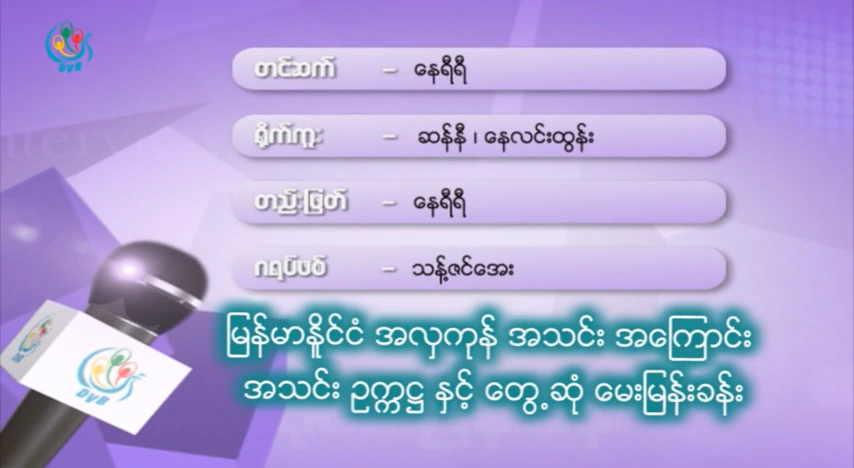 DVB
တင်ဆက် – နေရီရီ
ရိုက်ကူး – ဆန်နီ ၊ နေလင်းထွန်း
တည်းဖြတ် – နေရီရီ
ဂရပ်ဖစ် – သန့်ဇင်အေး
မြန်မာနိူင်ငံ အလှကုန် အသင်း အကြောင်း
အသင်း ဥက္ကဋ္ဌ နှင့် တွေ့ဆုံ မေးမြန်းခန်း
DVB